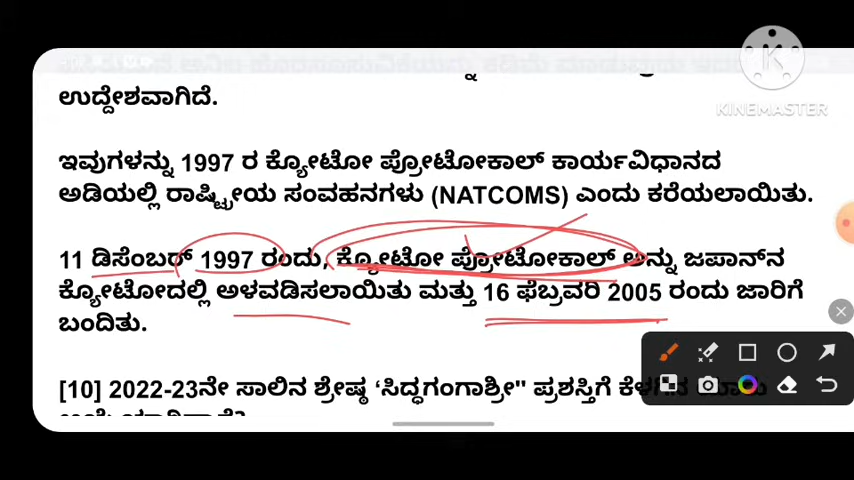 KINEMASTER
ಉದ್ದೇಶವಾಗಿದೆ.
ಇವುಗಳನ್ನು 1997 ರ ಕ್ಯೋಟೋ ಪ್ರೋಟೋಕಾಲ್ ಕಾರ್ಯವಿಧಾನದ
ಅಡಿಯಲ್ಲಿ ರಾಷ್ಟ್ರೀಯ ಸಂವಹನಗಳು (NATCOMS) ಎಂದು ಕರೆಯಲಾಯಿತು.
11 ಡಿಸೆಂಬರ್ 1997 ರಂದು, ಕ್ಯೋಟೋ ಪ್ರೋಟೋಕಾಲ್ ಅನ್ನು ಜಪಾನ್‌ನ
ಕ್ಯೋಟೋದಲ್ಲಿ ಅಳವಡಿಸಲಾಯಿತು ಮತ್ತು 16 ಫೆಬ್ರವರಿ 2005 ರಂದು ಜಾರಿಗೆ
ಬಂದಿತು.
[10] 2022-23ನೇ ಸಾಲಿನ ಶ್ರೇಷ್ಠ ‘ಸಿದ್ಧಗಂಗಾಶ್ರೀ" ಪ್ರಶಸ್ತಿಗೆ